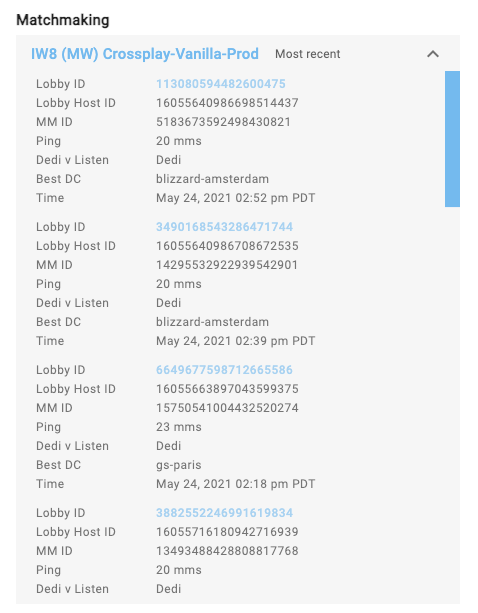 Matchmaking
IW8 (MW) Crossplay-Vanilla-Prod Most recent
Lobby ID 113080594482600475
Lobby Host ID 16055640986698514437
MM ID 5183673592498430821
Ping 20 mms
Dedi v Listen Dedi
Best DC blizzard-amsterdam
Time May 24, 2021 02:52 pm PDT
Lobby ID 3490168543286471744
Lobby Host ID 16055640986708672535
MM ID 14295532922939542901
Ping 20 mms
Dedi v Listen Dedi
Best DC blizzard-amsterdam
Time May 24, 2021 02:39 pm PDT
Lobby ID 6649677598712665586
Lobby Host ID 16055663897043599375
MM ID 15750541004432520274
Ping 23 mms
Dedi v Listen Dedi
Best DC gs-paris
Time May 24, 2021 02:18 pm PDT
Lobby ID 3882552246991619834
Lobby Host ID 16055716180942716939
MM ID 13493488428808817768
Ping 20 mms
Dedi v Listen Dedi